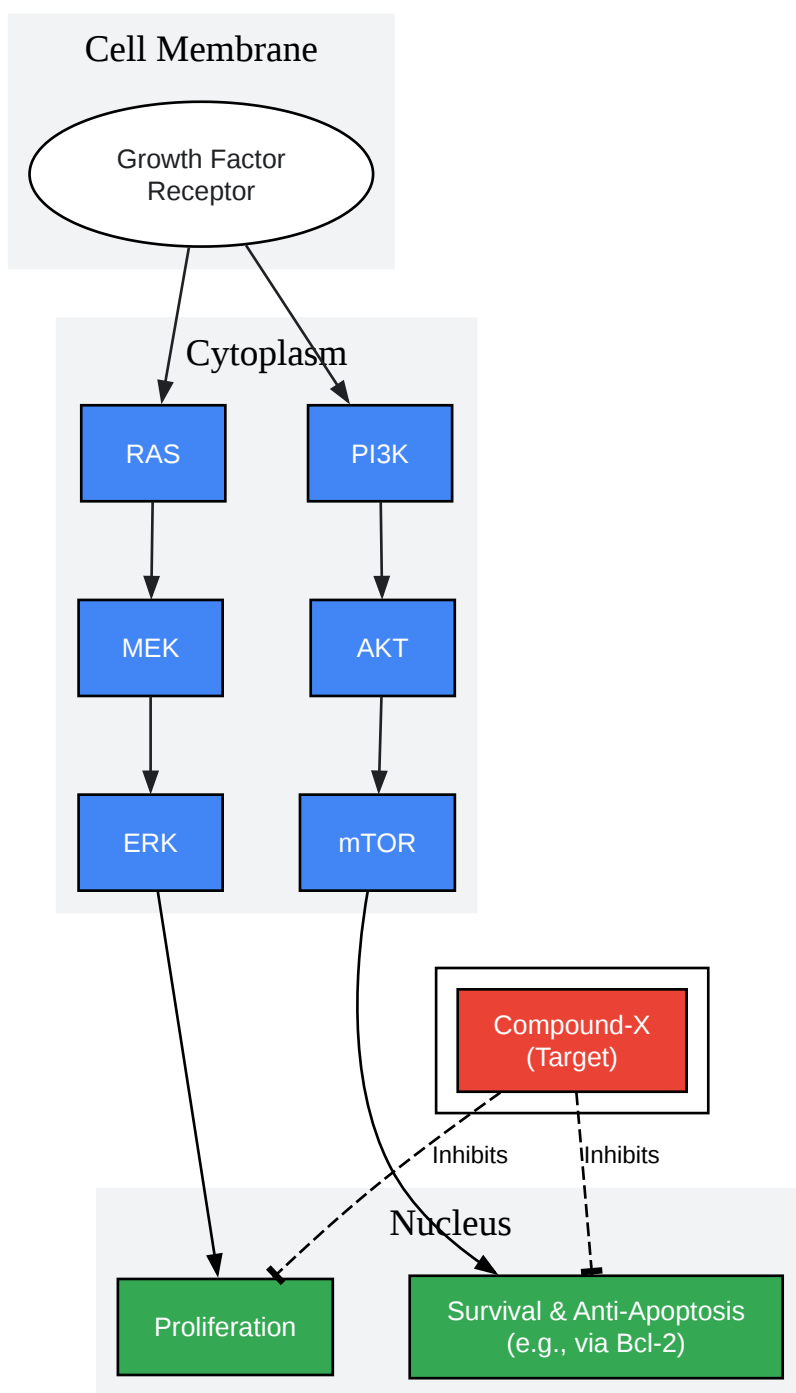 Cell Membrane
Growth Factor
Receptor
Cytoplasm
RAS
PI3K
MEK
AKT
ERK
mTOR
Compound-X
(Target)
Inhibits
Inhibits
Nucleus
Proliferation
Survival & Anti-Apoptosis
(e.g., via Bcl-2)